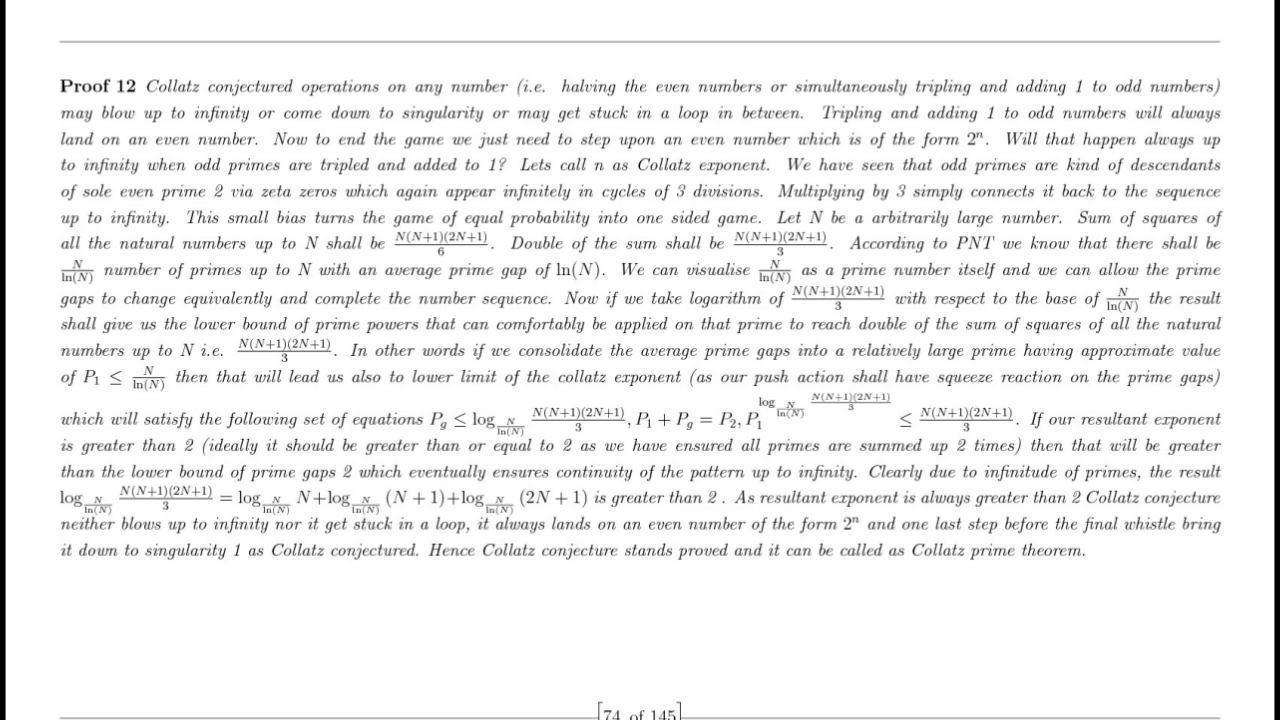 Proof 12 Collatz conjectured operations on any number (i.e. halving the even numbers or simultaneously tripling and adding 1 to odd numbers)
may blow up to infinity or come down to singularity or may get stuck in a loop in between. Tripling and adding 1 to odd numbers will always
land on an even number. Now to end the game we just need to step upon an even number which is of the form 2^n. Will that happen always up
to infinity when odd primes are tripled and added to 1? Lets call n as Collatz exponent. We have seen that odd primes are kind of descendants
of sole even prime 2 via zeta zeros which again appear infinitely in cycles of 3 divisions. Multiplying by 3 simply connects it back to the sequence
up to infinity. This small bias turns the game of equal probability into one sided game. Let N be a arbitrarily large number. Sum of squares of
all the natural numbers up to N shall be \frac{N(N+1)(2N+1)}{6}. Double of the sum shall be \frac{N(N+1)(2N+1)}{3}. According to PNT we know that there shall be
\frac{N}{\ln(N)} number of primes up to N with an average prime gap of ln(N). We can visualise \frac{N}{\ln(N)} as a prime number itself and we can allow the prime
gaps to change equivalently and complete the number sequence. Now if we take logarithm of \frac{N(N+1)(2N+1)}{3} with respect to the base of \frac{N}{\ln(N)} the result
shall give us the lower bound of prime powers that can comfortably be applied on that prime to reach double of the sum of squares of all the natural
numbers up to N i.e. \frac{N(N+1)(2N+1)}{3}. In other words if we consolidate the average prime gaps into a relatively large prime having approximate value
of P_1 ≤ \frac{N}{\ln(N)} then that will lead us also to lower limit of the collatz exponent (as our push action shall have squeeze reaction on the prime gaps)
which will satisfy the following set of equations P_g ≤ \log_{\frac{N}{\ln(N)}} \frac{N(N+1)(2N+1)}{3}, P_1 + P_g = P_2, P_1^{\log_{\frac{N}{\ln(N)}} \frac{N(N+1)(2N+1)}{3}} ≤ \frac{N(N+1)(2N+1)}{3}. If our resultant exponent
is greater than 2 (ideally it should be greater than or equal to 2 as we have ensured all primes are summed up 2 times) then that will be greater
than the lower bound of prime gaps 2 which eventually ensures continuity of the pattern up to infinity. Clearly due to infinitude of primes, the result
\log_{\frac{N}{\ln(N)}} \frac{N(N+1)(2N+1)}{3} = \log_{\frac{N}{\ln(N)}} N + \log_{\frac{N}{\ln(N)}} (N + 1) + \log_{\frac{N}{\ln(N)}} (2N + 1) is greater than 2 . As resultant exponent is always greater than 2 Collatz conjecture
neither blows up to infinity nor it get stuck in a loop, it always lands on an even number of the form 2^n and one last step before the final whistle bring
it down to singularity 1 as Collatz conjectured. Hence Collatz conjecture stands proved and it can be called as Collatz prime theorem.
74 of 145